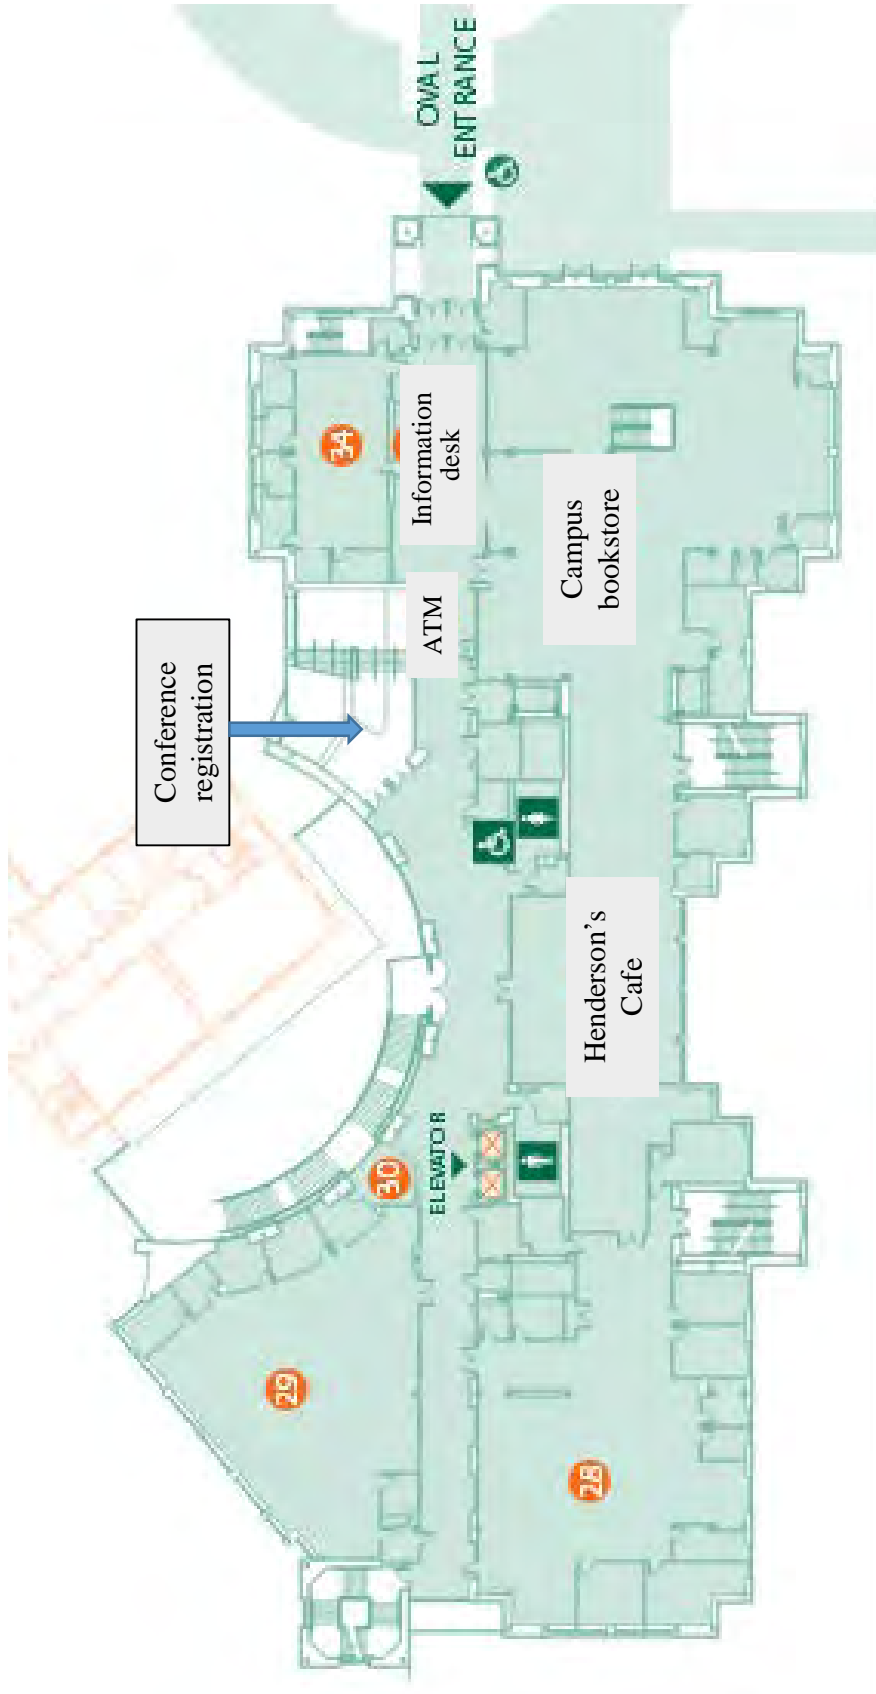 OVAL
ENTRANCE
34
Information
desk
Campus
bookstore
ATM
Conference
registration
Henderson's
Cafe
ELEVATOR
30
29
28